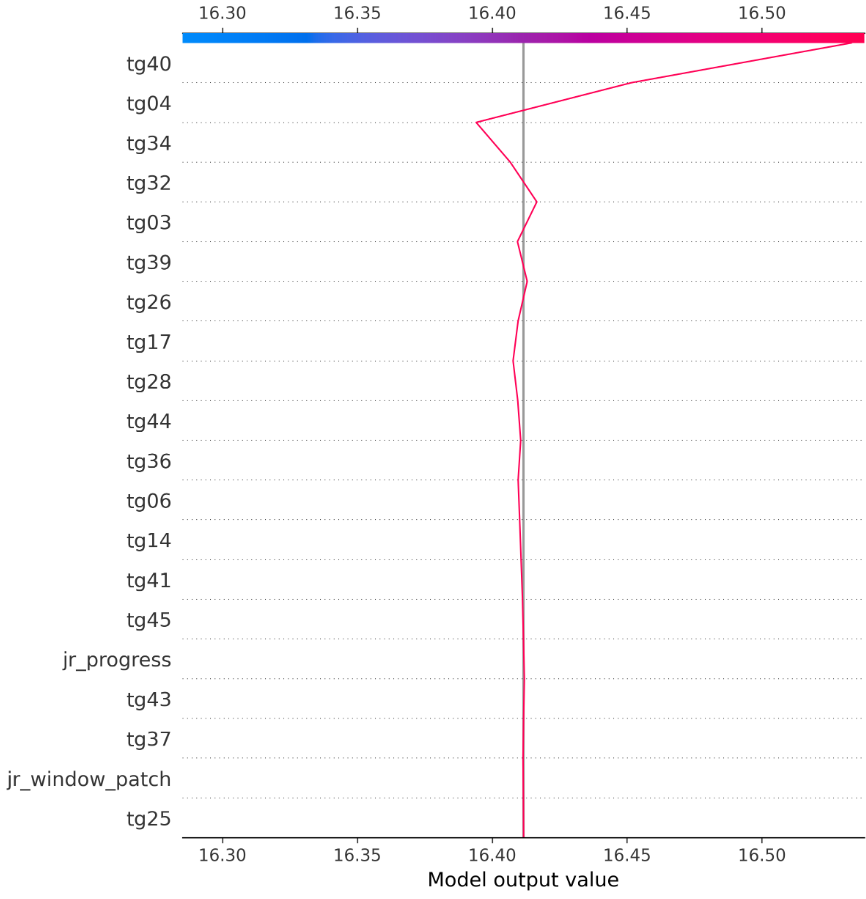 16.30 16.35 16.40 16.45 16.50
tg40
tg04
tg34
tg32
tg03
tg39
tg26
tg17
tg28
tg44
tg36
tg06
tg14
tg41
tg45
jr_progress
tg43
tg37
jr_window_patch
tg25
16.30 16.35 16.40 16.45 16.50
Model output value